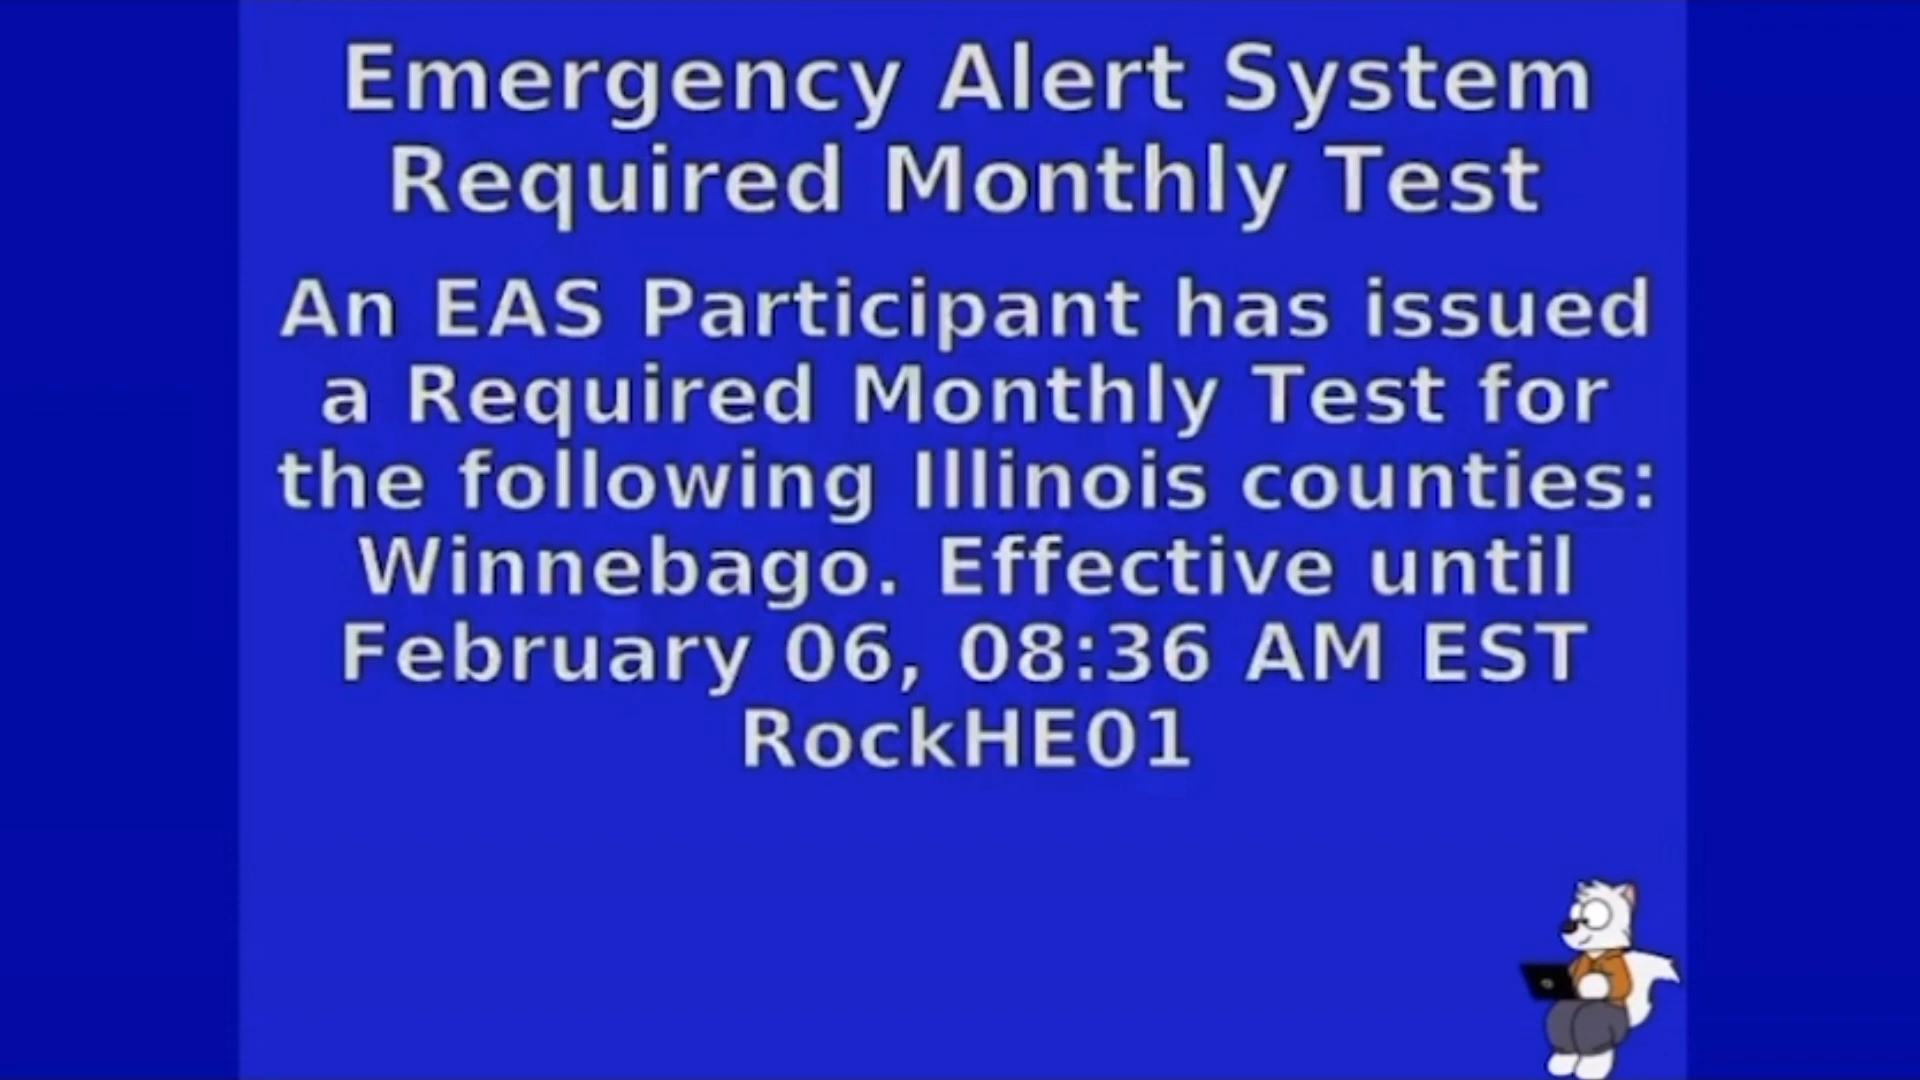 Emergency Alert System
Required Monthly Test
An EAS Participant has issued
a Required Monthly Test for
the following Illinois counties:
Winnebago. Effective until
February 06, 08:36 AM EST
RockHE01